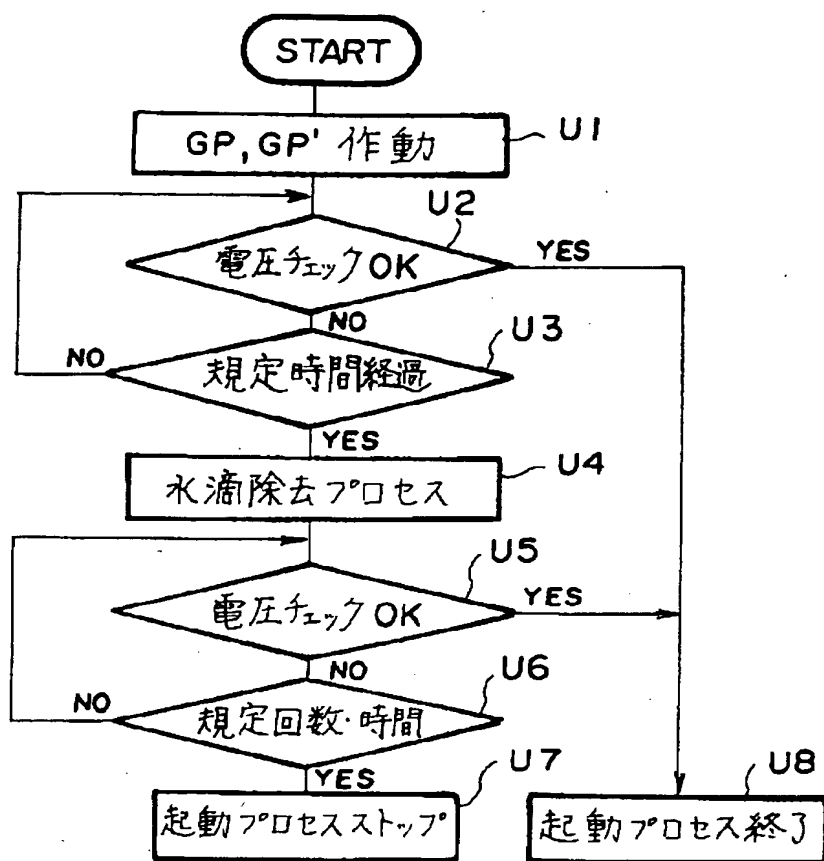 START
GP, GP' 作動
U1
U2
電圧チェックOK
YES
NO
U3
NO
規定時間経過
YES
U4
水滴除去プロセス
U5
電圧チェックOK
YES
NO
U6
NO
規定回数・時間
YES
U7
起動プロセスストップ
U8
起動プロセス終了